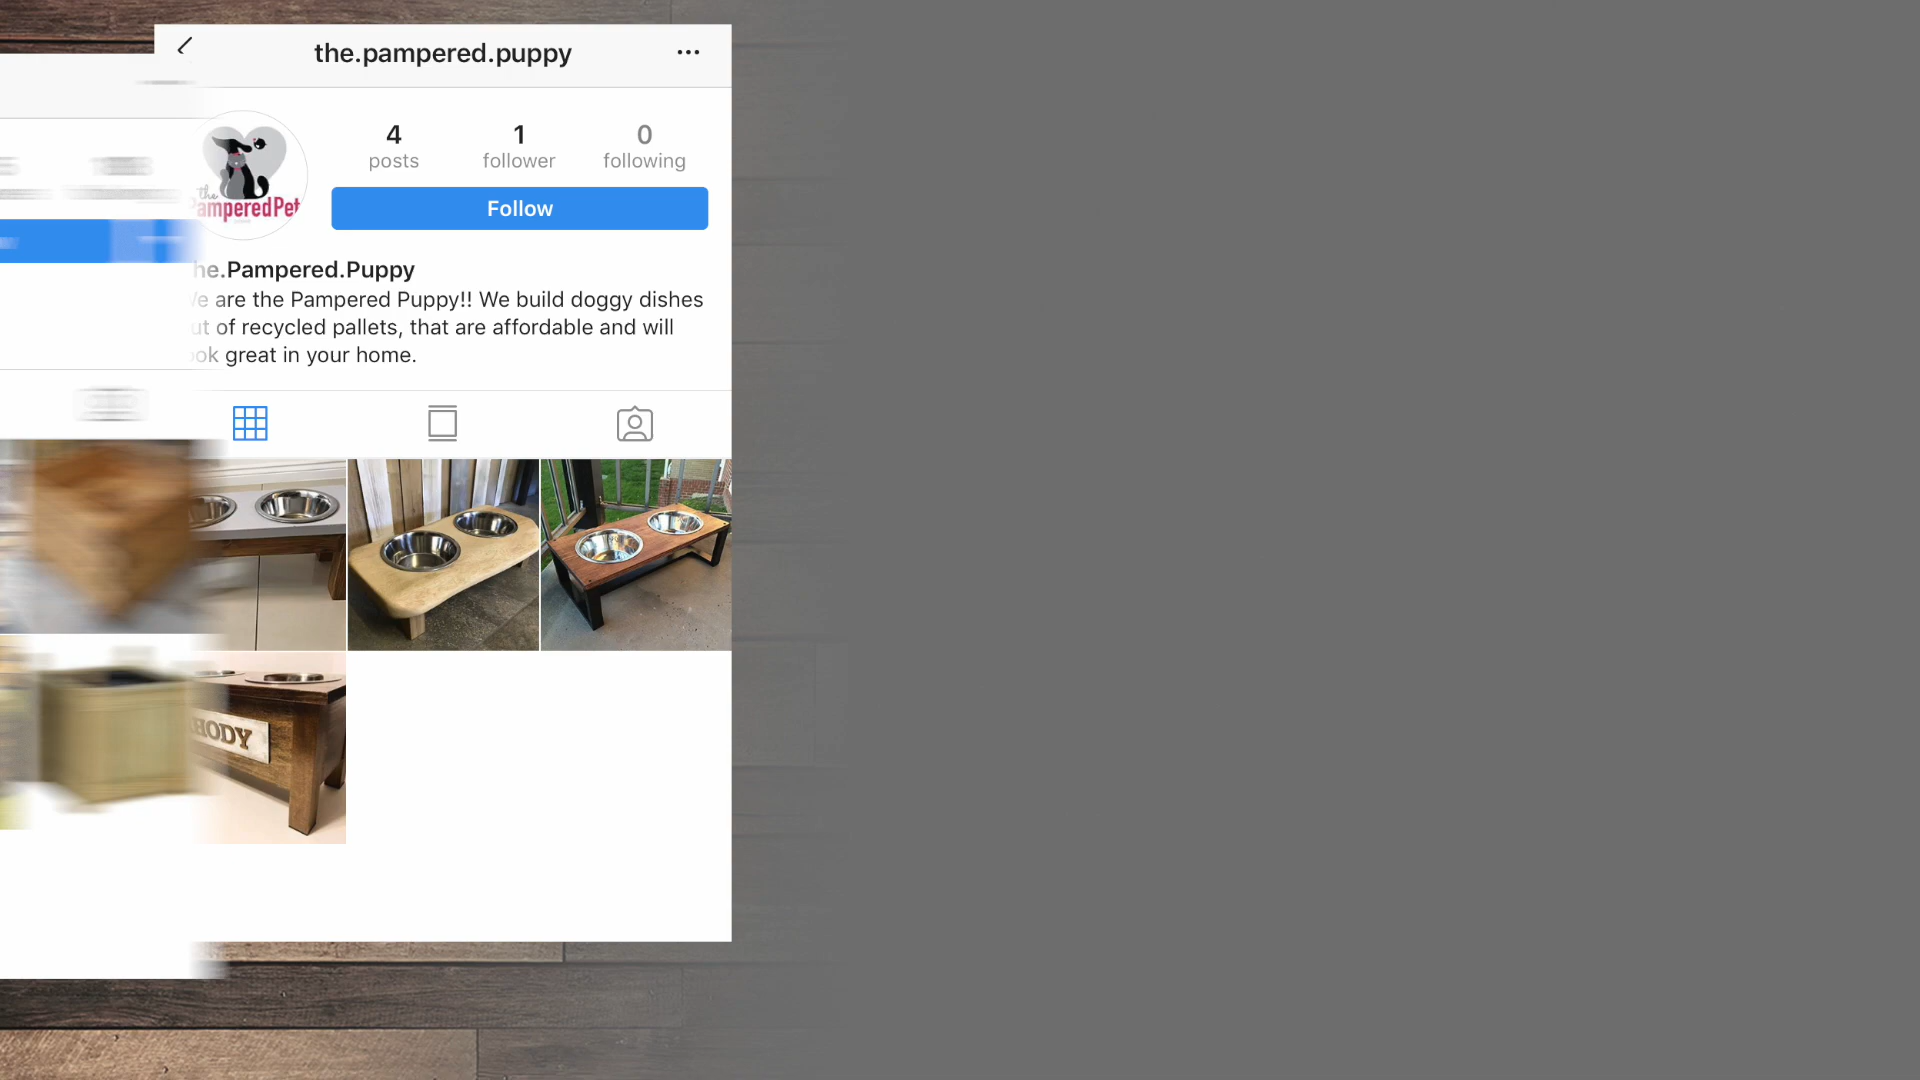 the.pampered.puppy
4 1 0
posts follower following
the
PamperedPet
Follow
he.Pampered.Puppy
We are the Pampered Puppy!! We build doggy dishes
ut of recycled pallets, that are affordable and will
ok great in your home.
HODY